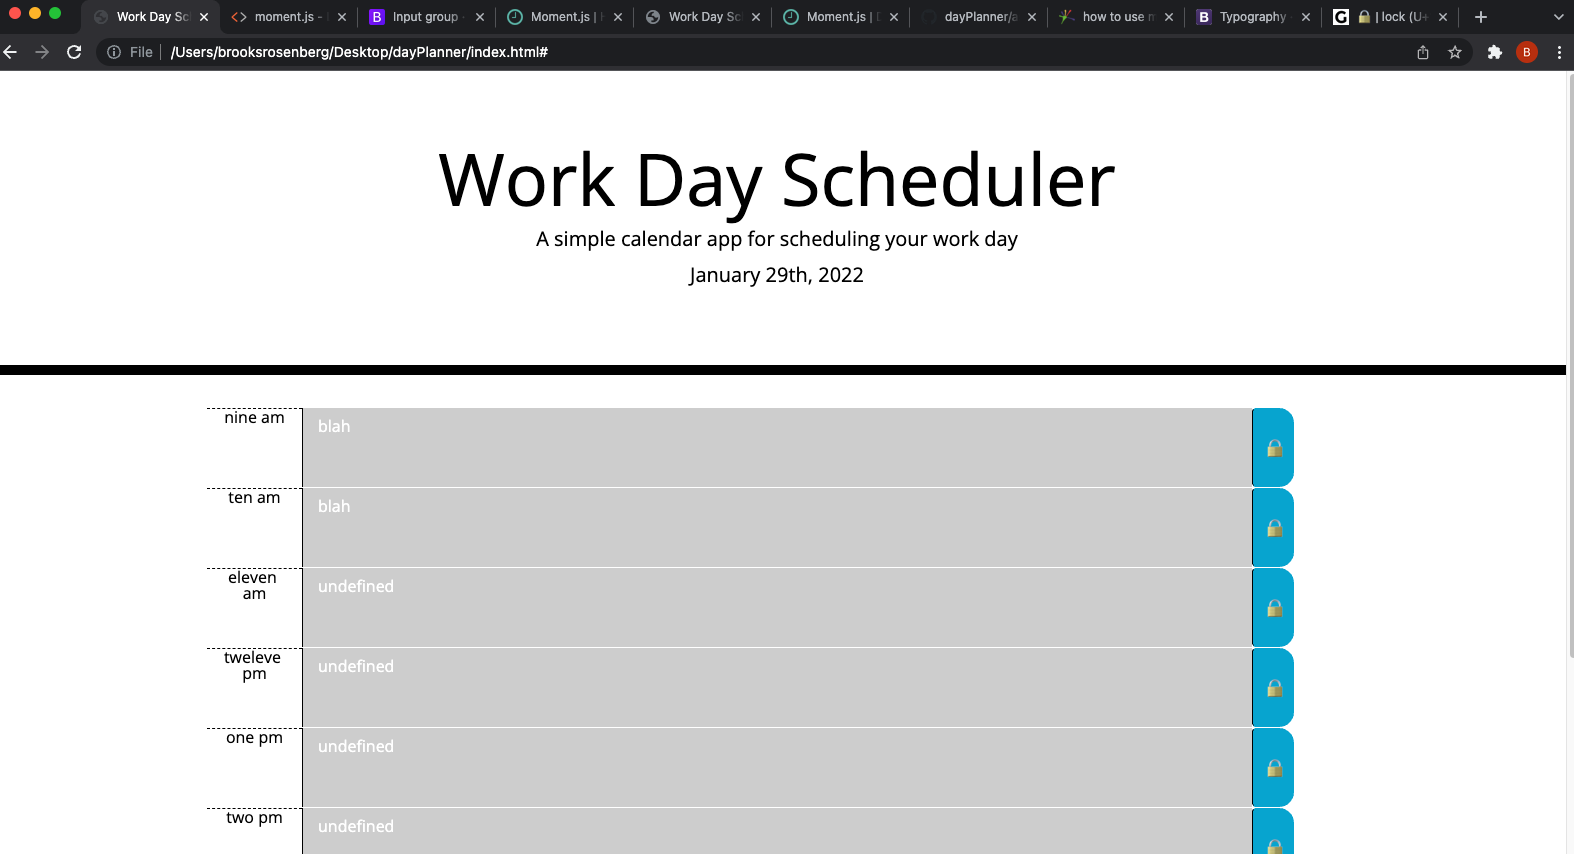 Work Day Sc
moment.js -
Input group
Moment.js |
Work Day Sc
Moment.js |
dayPlanner/a
how to use
Typography
| lock (U+
File
/Users/brooksrosenberg/Desktop/dayPlanner/index.html#
B
Work Day Scheduler
A simple calendar app for scheduling your work day
January 29th, 2022
nine am
blah
ten am
blah
eleven
am
undefined
tweleve
pm
undefined
one pm
undefined
two pm
undefined